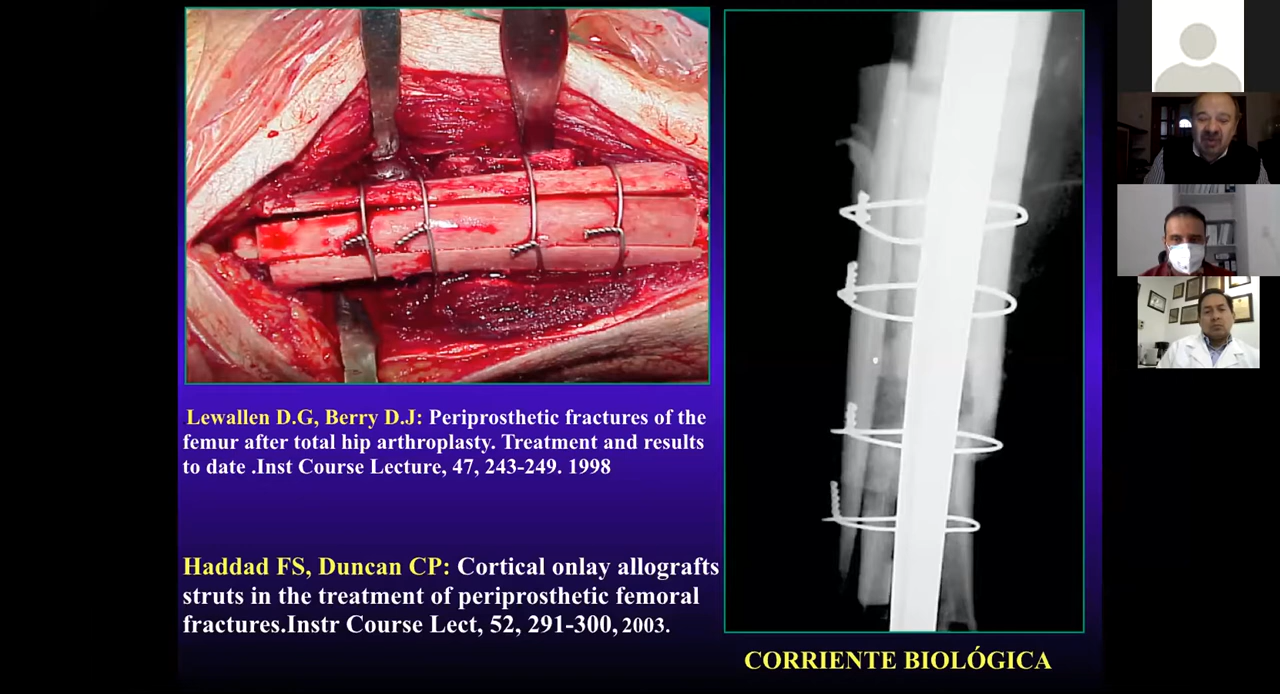 Lewallen D.G, Berry D.J: Periprosthetic fractures of the
femur after total hip arthroplasty. Treatment and results
to date .Inst Course Lecture, 47, 243-249. 1998
Haddad FS, Duncan CP: Cortical onlay allografts
struts in the treatment of periprosthetic femoral
fractures.Instr Course Lect, 52, 291-300, 2003.
CORRIENTE BIOLÓGICA